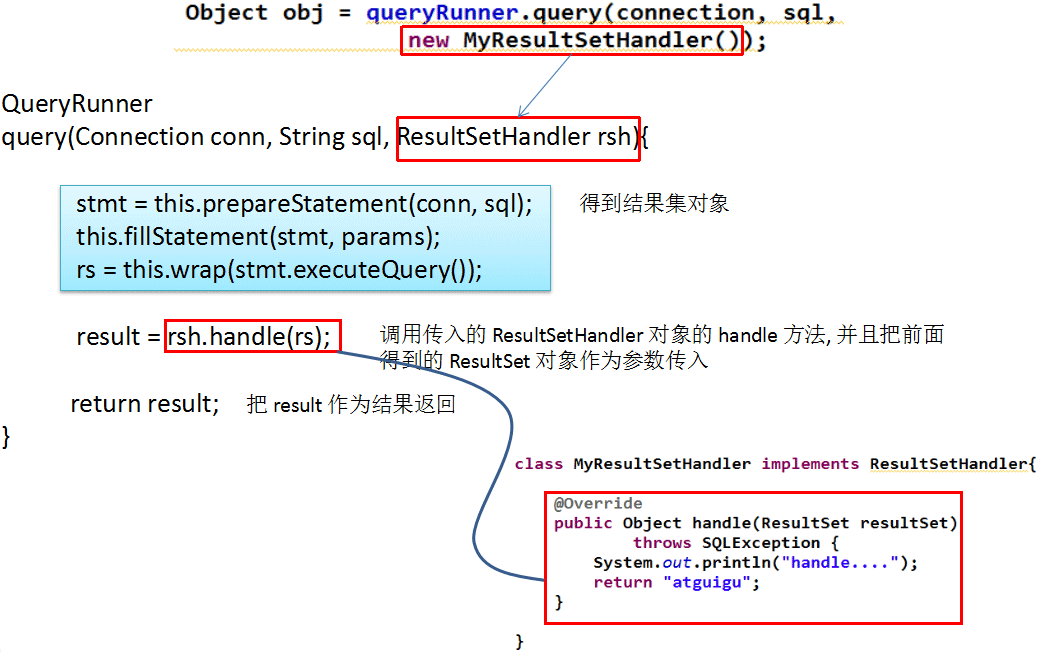 Object obj = queryRunner.query(connection, sql,
new MyResultSetHandler());
QueryRunner
query(Connection conn, String sql, ResultSetHandler rsh){
stmt = this.prepareStatement(conn, sql);
得到结果集对象
this.fillStatement(stmt, params);
rs = this.wrap(stmt.executeQuery());
result = rsh.handle(rs);
调用传入的 ResultSetHandler 对象的 handle 方法, 并且把前面
得到的 ResultSet 对象作为参数传入
return result;
把 result 作为结果返回
}
class MyResultSetHandler implements ResultSetHandler{
@Override
public Object handle(ResultSet resultSet)
throws SQLException {
System.out.println("handle....");
return "atguigu";
}
}